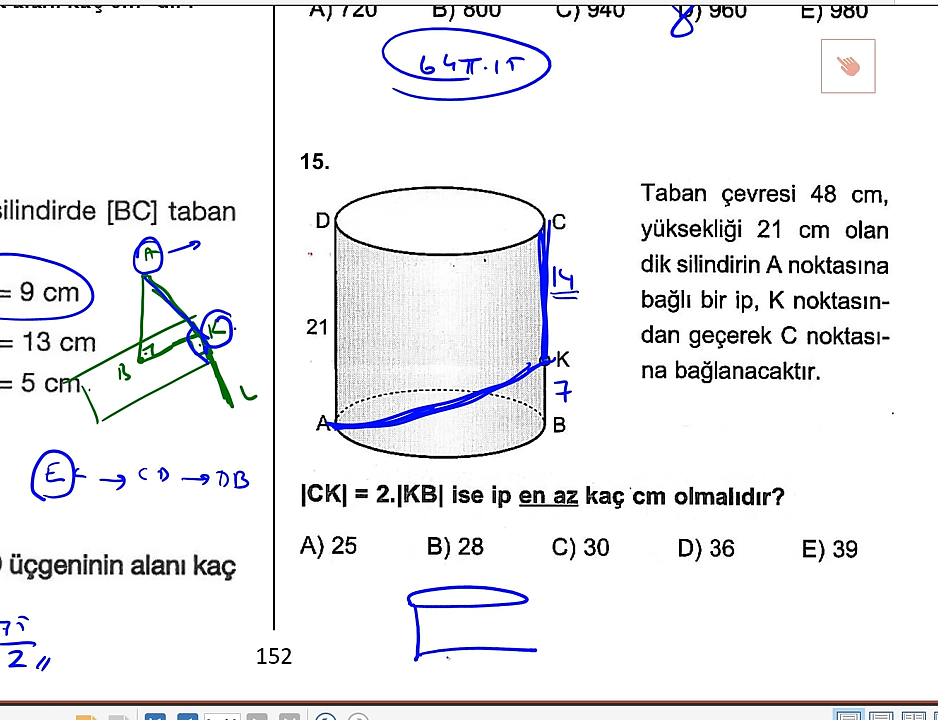 A) 720 B) 800 C) 940 D) 960 E) 980
64π.15
silindirde [BC] taban
= 9 cm
= 13 cm
= 5 cm
A
K
B
L
E → CD → DB
üçgeninin alanı kaç
7π
2 //
15.
D
C
14
21
K
7
A
B
Taban çevresi 48 cm,
yüksekliği 21 cm olan
dik silindirin A noktasına
bağlı bir ip, K noktasın-
dan geçerek C noktası-
na bağlanacaktır.
|CK| = 2.|KB| ise ip en az kaç cm olmalıdır?
A) 25 B) 28 C) 30 D) 36 E) 39
152